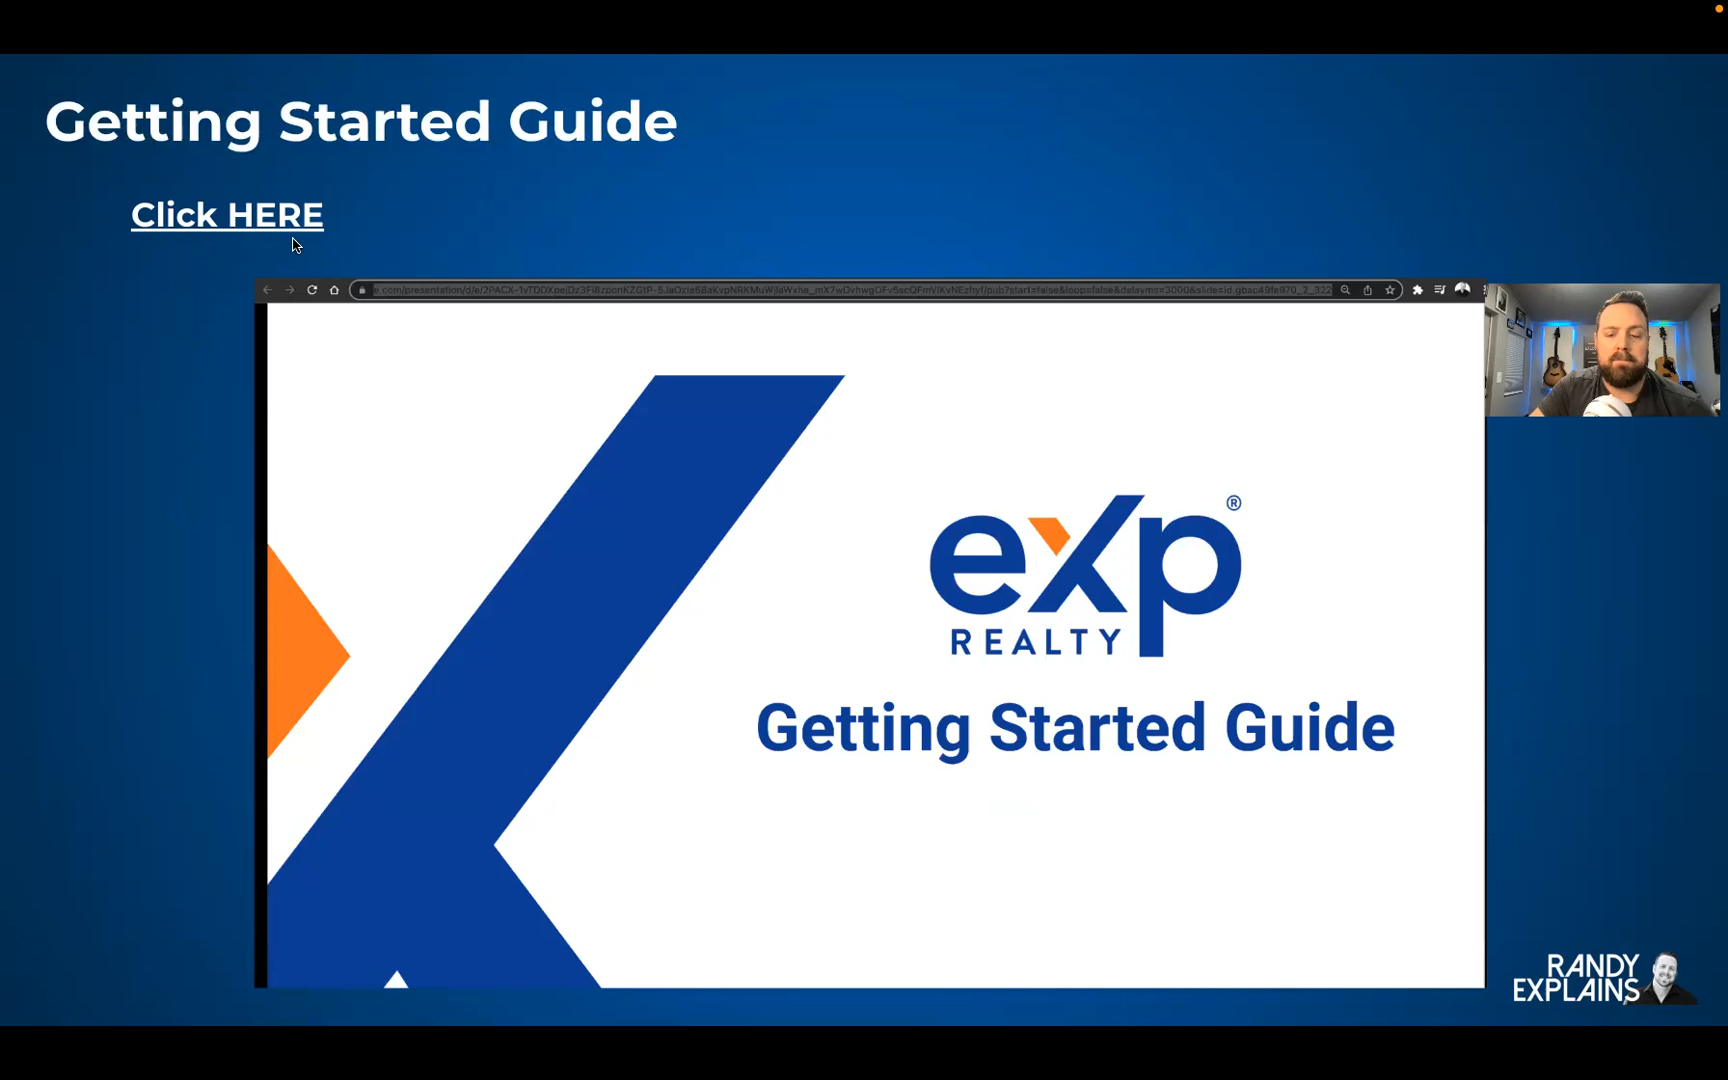 Getting Started Guide
Click HERE
exp®
REALTY
Getting Started Guide
RANDY
EXPLAINS